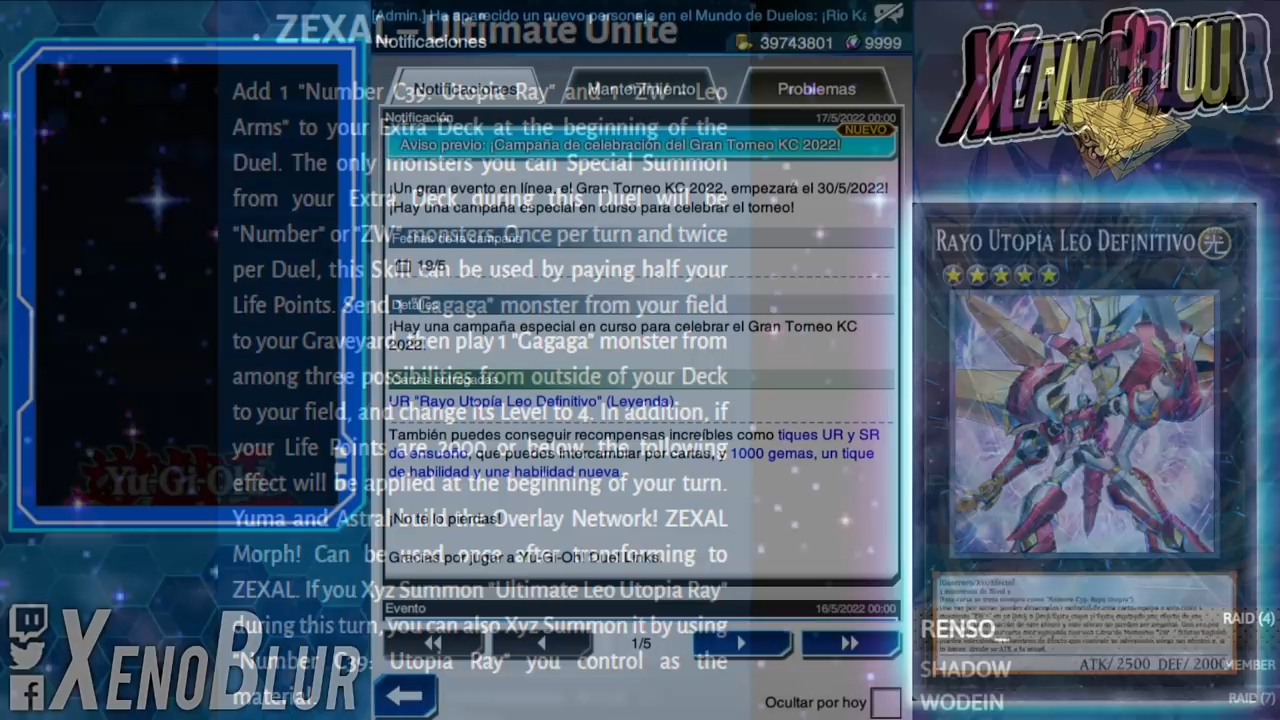 ZEXAL – Ultimate Unite
[Admin.] Ha aparecido un nuevo personaje en el Mundo de Duelos: ¡Rio Ka
Notificaciones
39743801
9999
Notificaciones
Mantenimiento
Problemas
Notificación
17/5/2022 00:00
NUEVO
Aviso previo: ¡Campaña de celebración del Gran Torneo KC 2022!
¡Un gran evento en línea, el Gran Torneo KC 2022, empezará el 30/5/2022!
¡Hay una campaña especial en curso para celebrar el torneo!
Fechas de la campaña
19/5
Detalles
¡Hay una campaña especial en curso para celebrar el Gran Torneo KC
2022!
Cartas entregadas
UR "Rayo Utopía Leo Definitivo" (Leyenda)
También puedes conseguir recompensas increíbles como tiques UR y SR
de ensueño, que puedes intercambiar por cartas, y 1000 gemas, un tique
de habilidad y una habilidad nueva.
¡No te lo pierdas!
Gracias por jugar a Yu-Gi-Oh! Duel Links.
Evento
16/5/2022 00:00
1/5
Ocultar por hoy
Add 1 "Number C39: Utopia Ray" and 1 "ZW - Leo
Arms" to your Extra Deck at the beginning of the
Duel. The only monsters you can Special Summon
from your Extra Deck during this Duel will be
"Number" or "ZW" monsters. Once per turn and twice
per Duel, this Skill can be used by paying half your
Life Points. Send 1 "Gagaga" monster from your field
to your Graveyard, then play 1 "Gagaga" monster from
among three possibilities from outside of your Deck
to your field, and change its Level to 4. In addition, if
your Life Points are 2000 or below, the following
effect will be applied at the beginning of your turn.
Yuma and Astral build the Overlay Network! ZEXAL
Morph! Can be used once after transforming to
ZEXAL. If you Xyz Summon "Ultimate Leo Utopia Ray"
during this turn, you can also Xyz Summon it by using
"Number C39: Utopia Ray" you control as the
material.
Yu-Gi-Oh!
XENOBLUR
XENOBLUR
RAYO UTOPÍA LEO DEFINITIVO
光
[Guerrero/Xyz/Efecto]
ATK/ 2500 DEF/ 2000
RENSO_
RAID (4)
SHADOW
MEMBER
WODEIN
RAID (7)